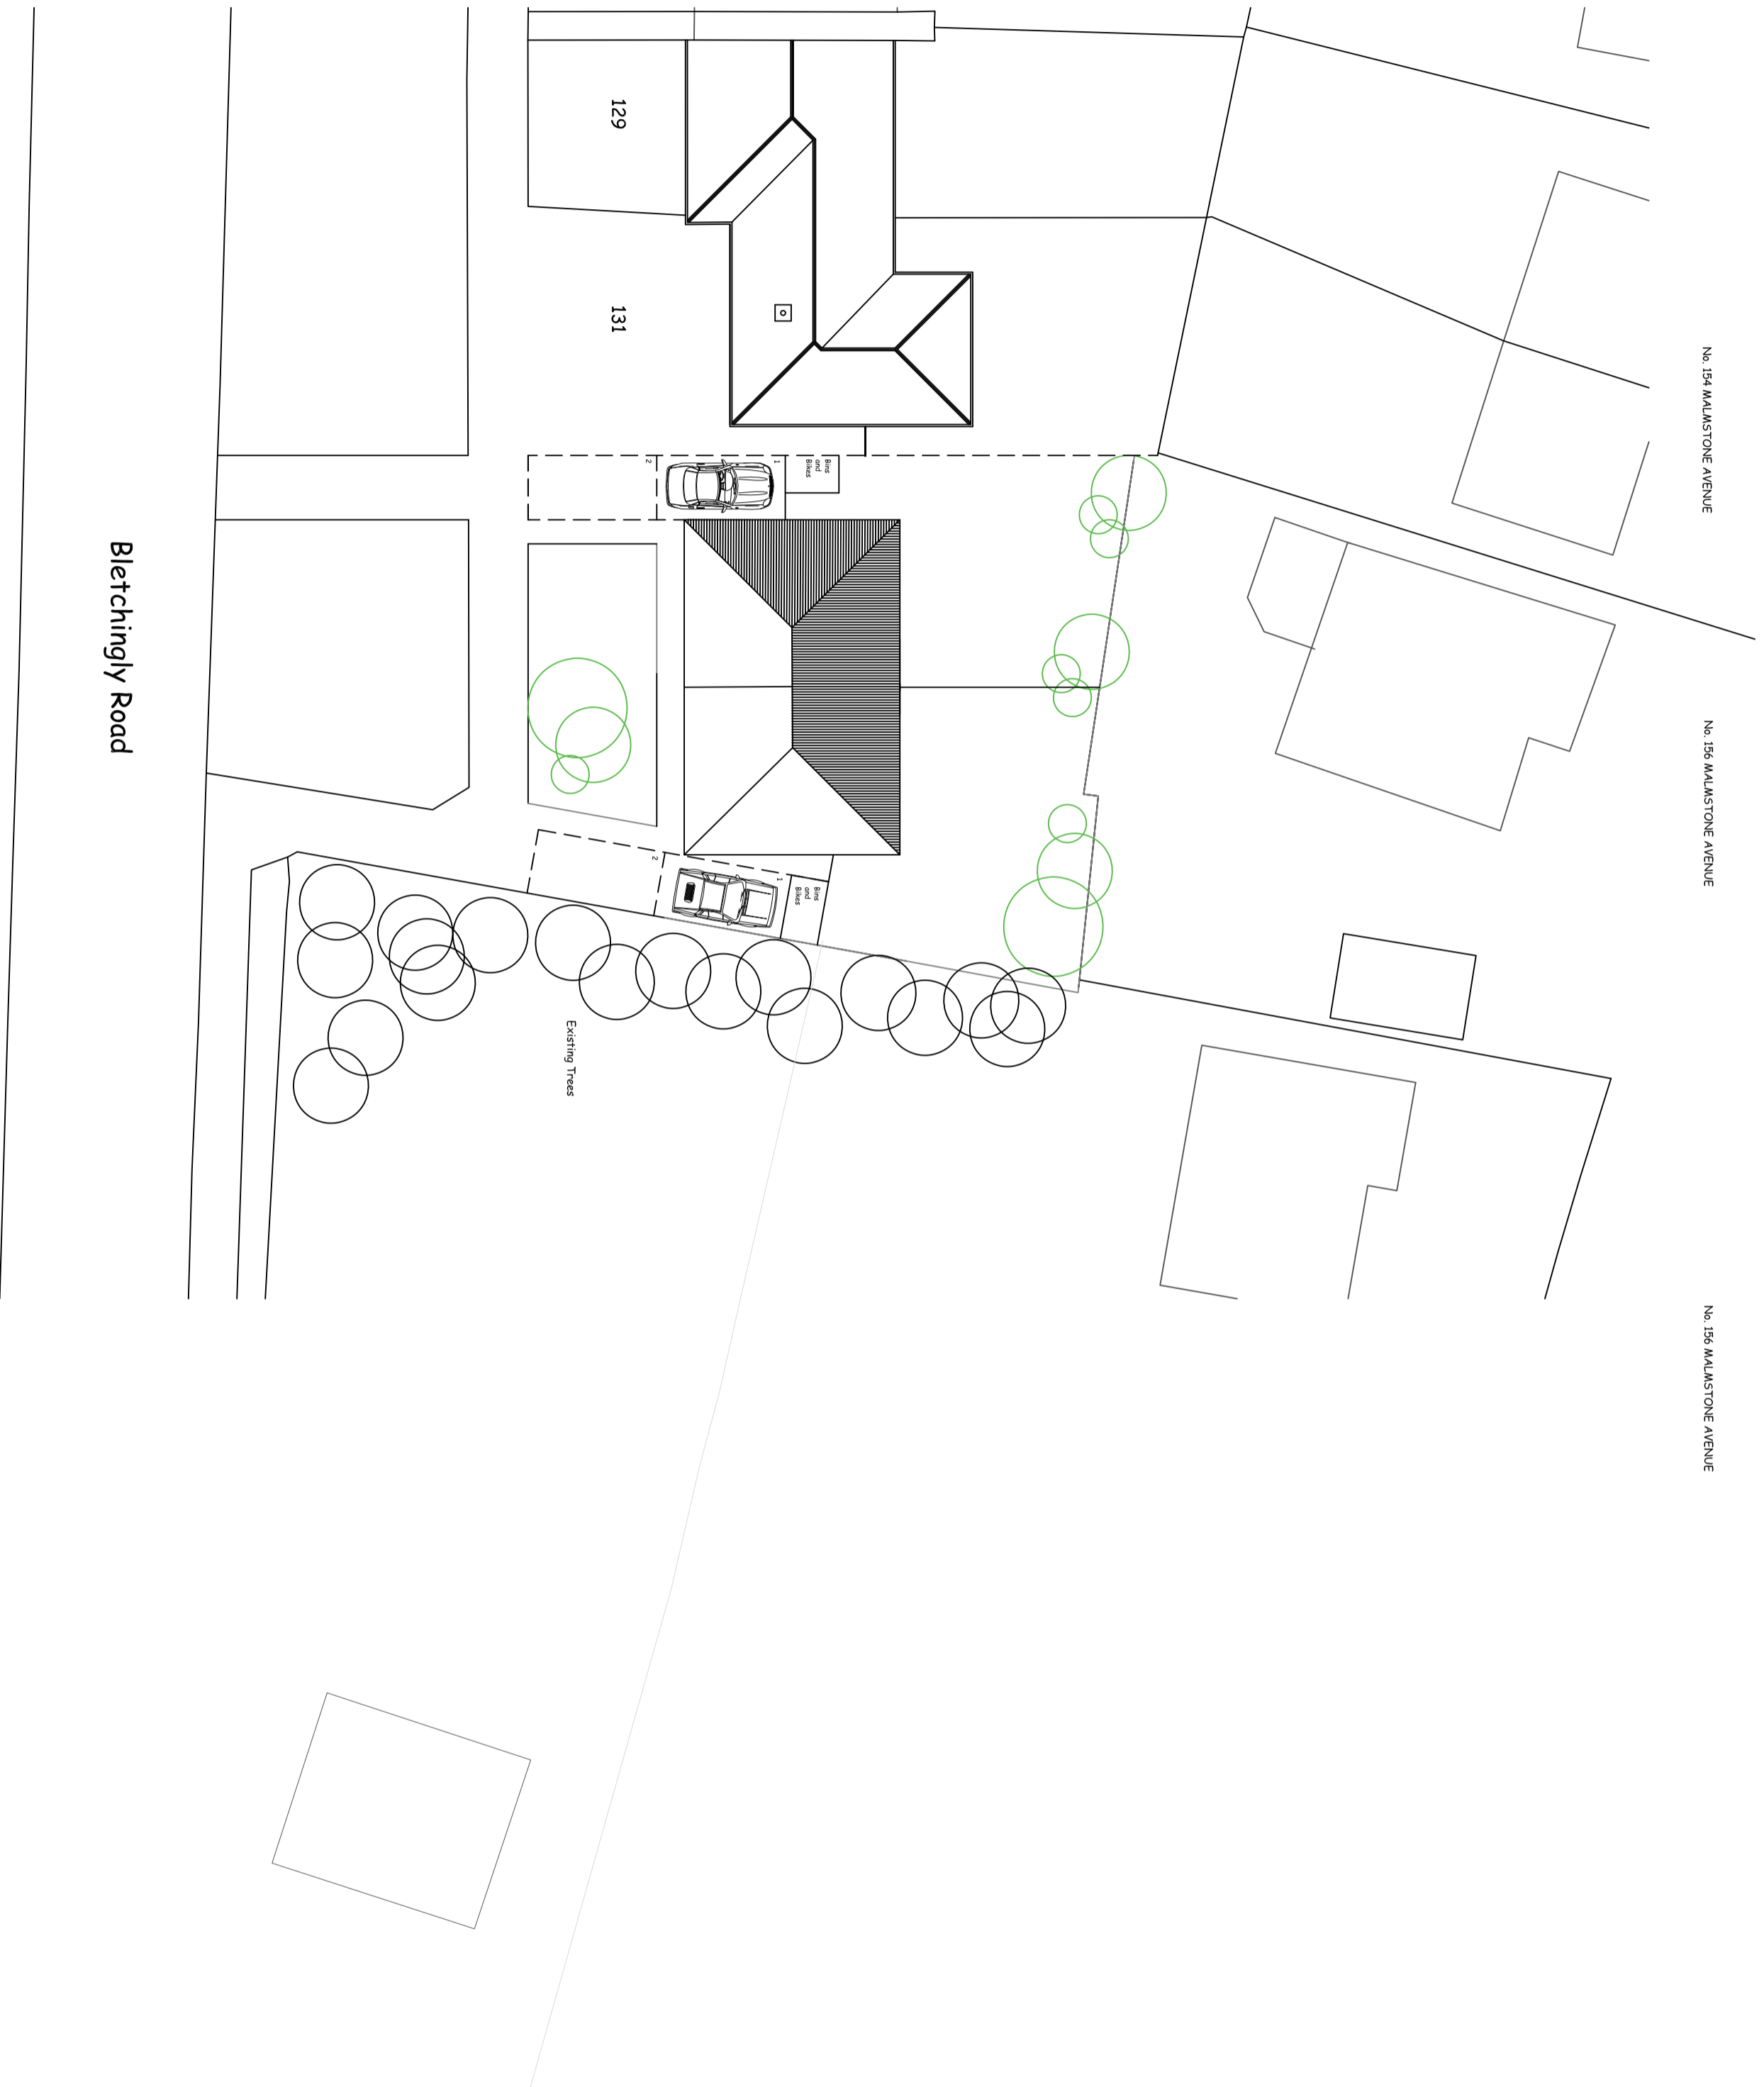 129
131
No. 154 MALMSTONE AVENUE
2
1
Bins
and
Bikes
Bletchingly Road
No. 156 MALMSTONE AVENUE
2
1
Bins
and
Bikes
Existing Trees
No. 156 MALMSTONE AVENUE